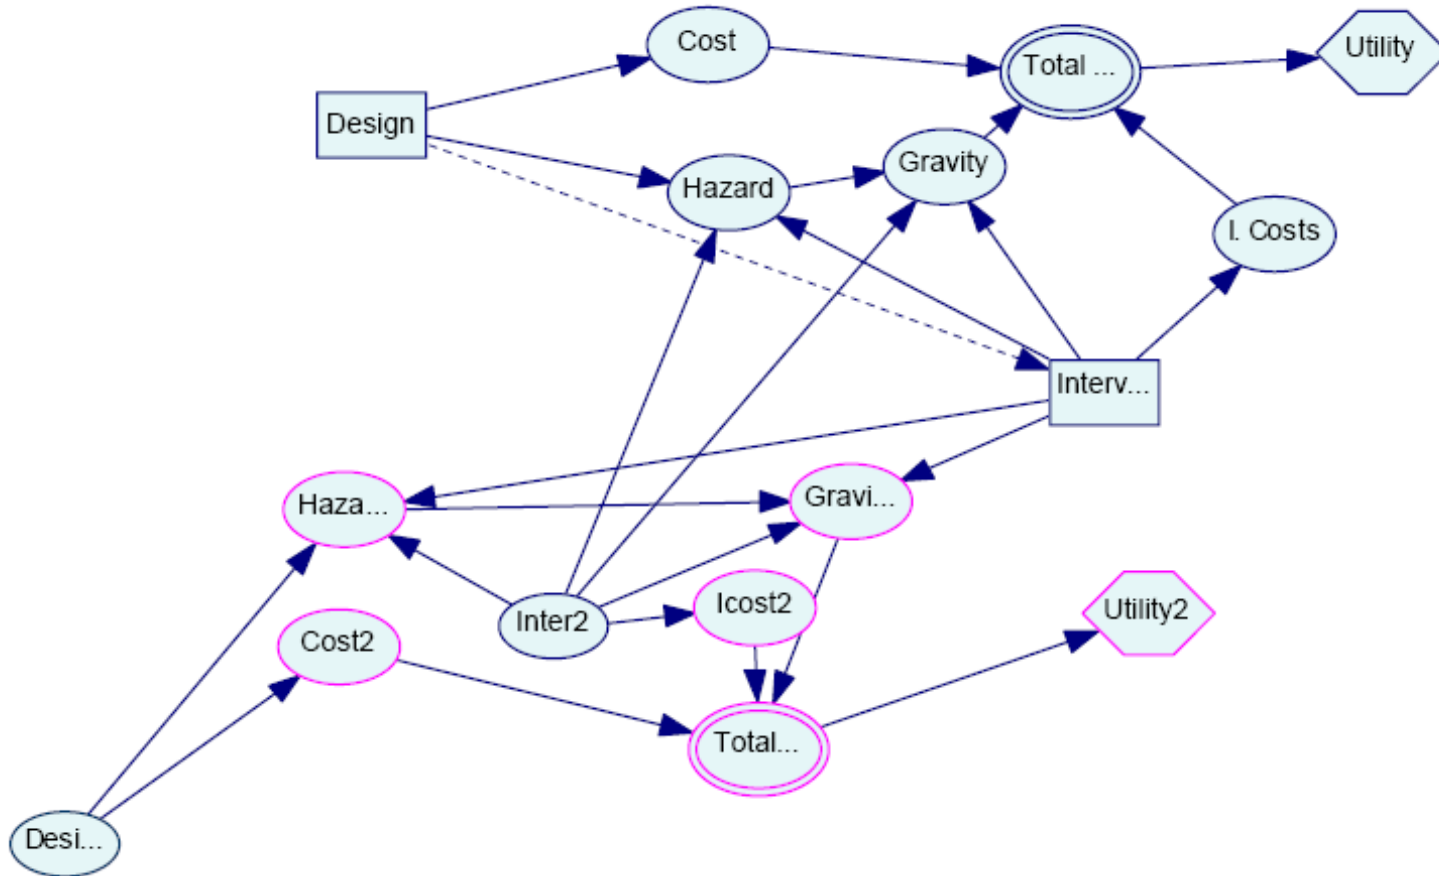 Cost
Total ...
Utility
Design
Gravity
Hazard
I. Costs
Interv...
Haza...
Gravi...
Icost2
Inter2
Utility2
Cost2
Total...
Desi...